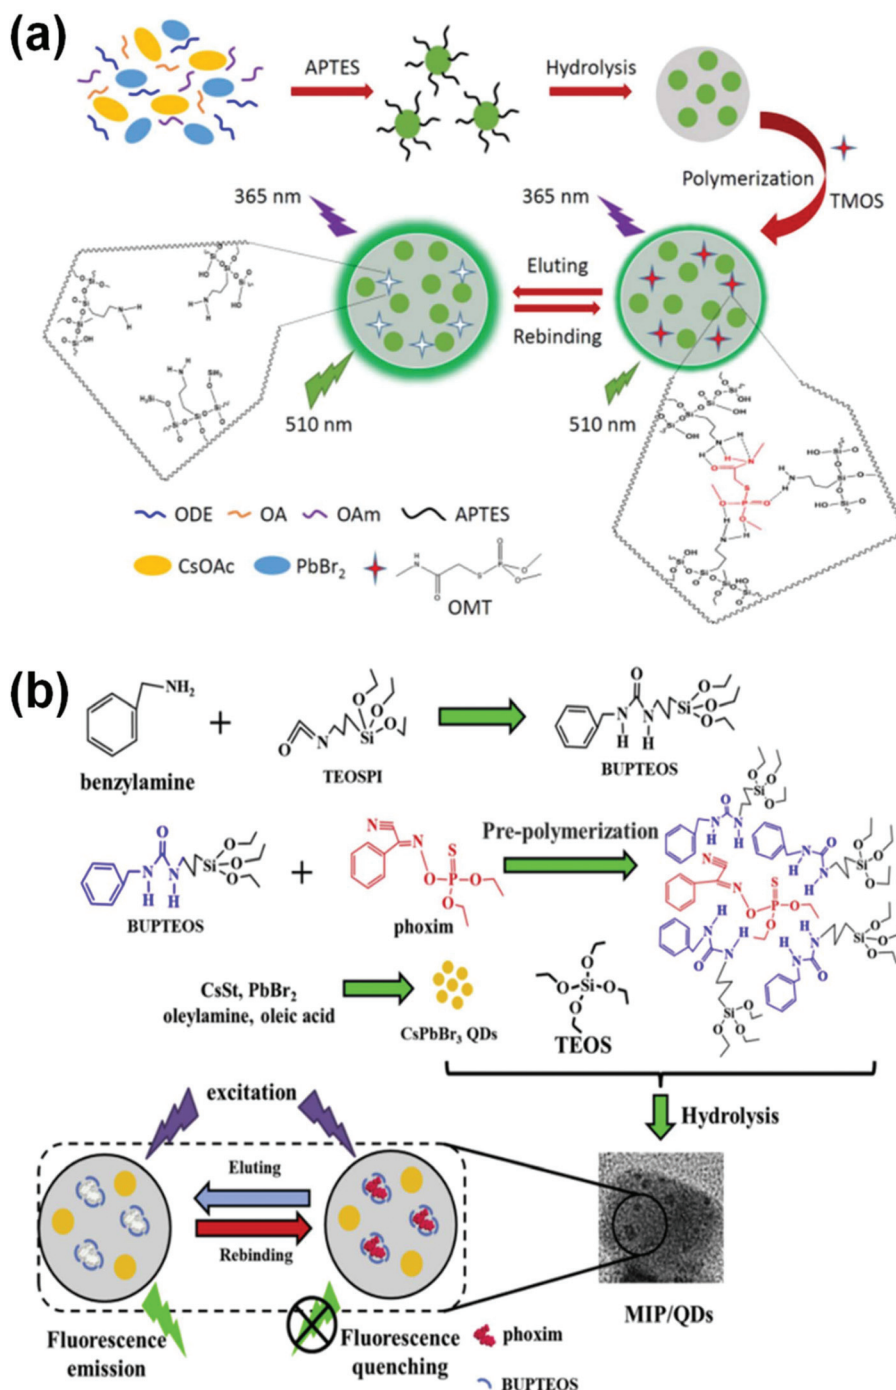 (a)
APTES
Hydrolysis
Polymerization
TMOS
365 nm
365 nm
Eluting
Rebinding
510 nm
510 nm
ODE
OA
OAm
APTES
CsOAc
PbBr₂
OMT
(b)
NH₂
benzylamine
+
TEOSPI
BUPTEOS
BUPTEOS
+
phoxim
Pre-polymerization
CsSt, PbBr₂
oleylamine, oleic acid
CsPbBr₃ QDs
TEOS
Hydrolysis
excitation
Eluting
Rebinding
Fluorescence
emission
Fluorescence
quenching
phoxim
BUPTEOS
MIP/QDs